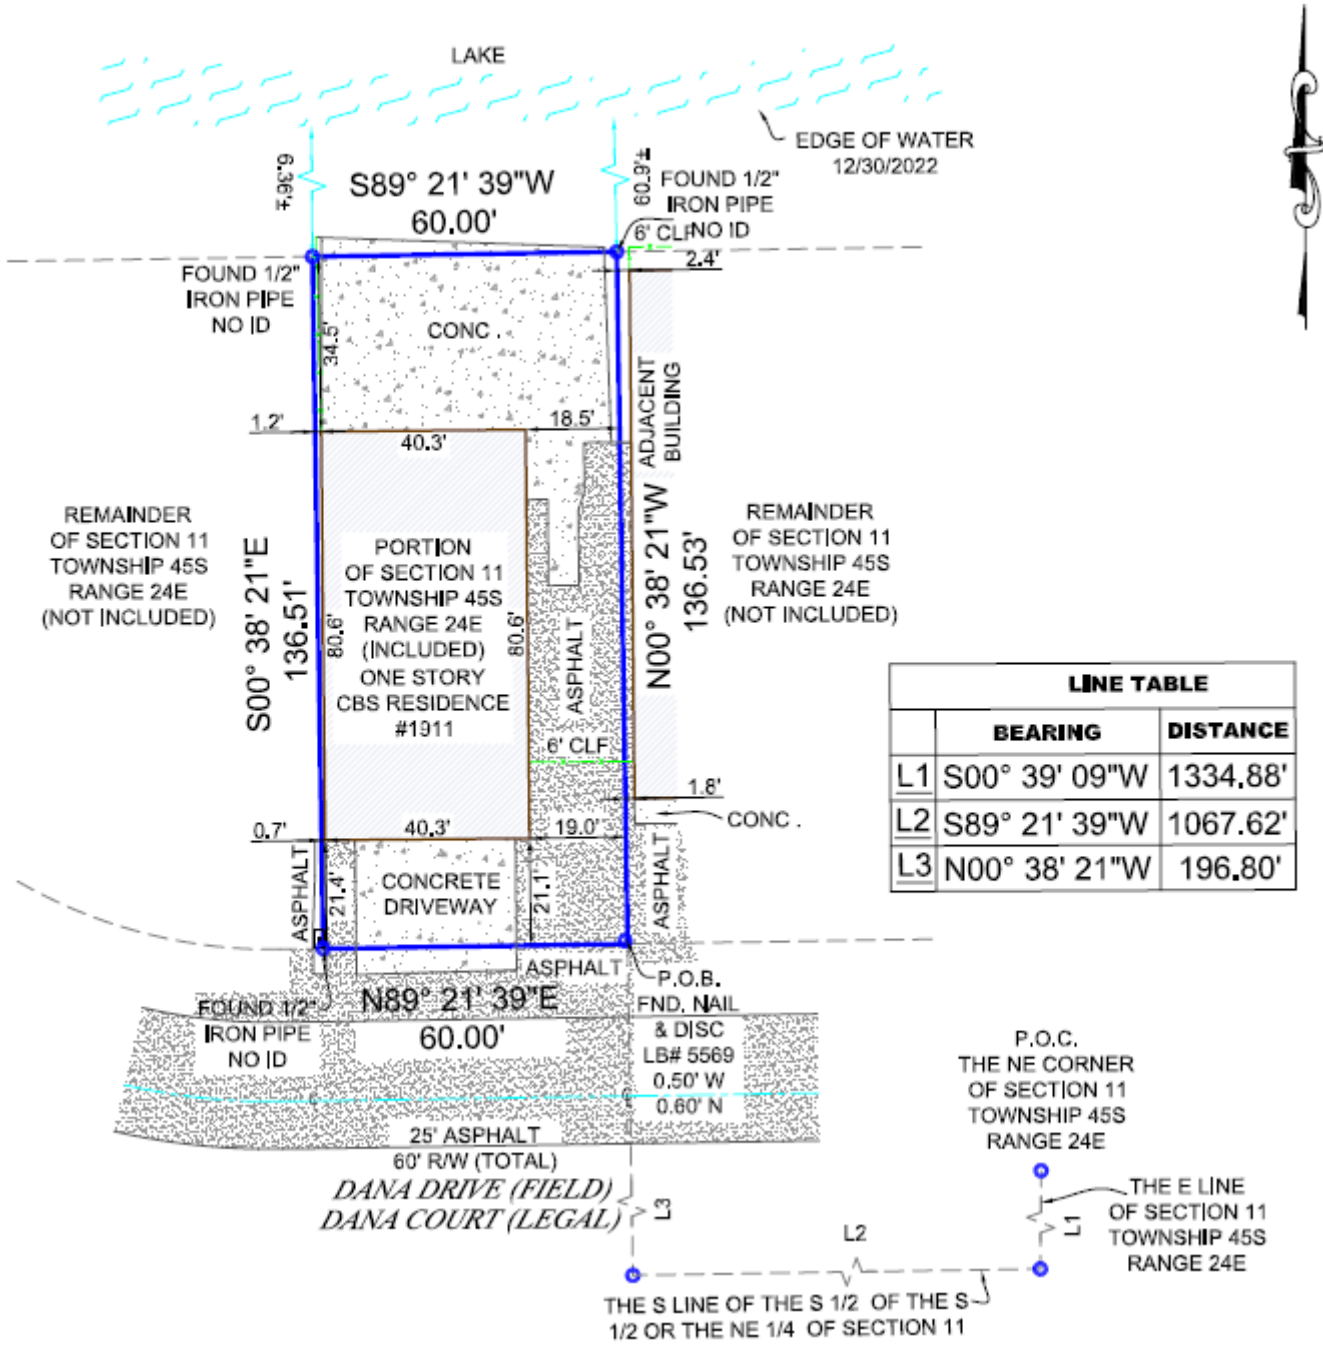 LAKE
EDGE OF WATER
12/30/2022
S89° 21' 39"W
60.00'
60.9'±
FOUND 1/2"
IRON PIPE
NO ID
6' CLF
2.4'
FOUND 1/2"
IRON PIPE
NO ID
34.5'
CONC .
ADJACENT
BUILDING
1.2'
40.3'
18.5'
REMAINDER
OF SECTION 11
TOWNSHIP 45S
RANGE 24E
(NOT INCLUDED)
S00° 38' 21"E
136.51'
80.6'
PORTION
OF SECTION 11
TOWNSHIP 45S
RANGE 24E
(INCLUDED)
ONE STORY
CBS RESIDENCE
#1911
80.6'
ASPHALT
N00° 38' 21"W
136.53'
REMAINDER
OF SECTION 11
TOWNSHIP 45S
RANGE 24E
(NOT INCLUDED)
6' CLF
1.8'
CONC .
LINE TABLE
BEARING DISTANCE
L1 S00° 39' 09"W 1334.88'
L2 S89° 21' 39"W 1067.62'
L3 N00° 38' 21"W 196.80'
0.7'
40.3'
19.0'
ASPHALT
21.4'
CONCRETE
DRIVEWAY
21.1'
ASPHALT
ASPHALT
P.O.B.
FND. NAIL
& DISC
LB# 5569
0.50' W
0.60' N
FOUND 1/2"
IRON PIPE
NO ID
N89° 21' 39"E
60.00'
25' ASPHALT
60' R/W (TOTAL)
DANA DRIVE (FIELD)
DANA COURT (LEGAL)
L3
L2
P.O.C.
THE NE CORNER
OF SECTION 11
TOWNSHIP 45S
RANGE 24E
L1
THE E LINE
OF SECTION 11
TOWNSHIP 45S
RANGE 24E
THE S LINE OF THE S 1/2 OF THE S
1/2 OR THE NE 1/4 OF SECTION 11